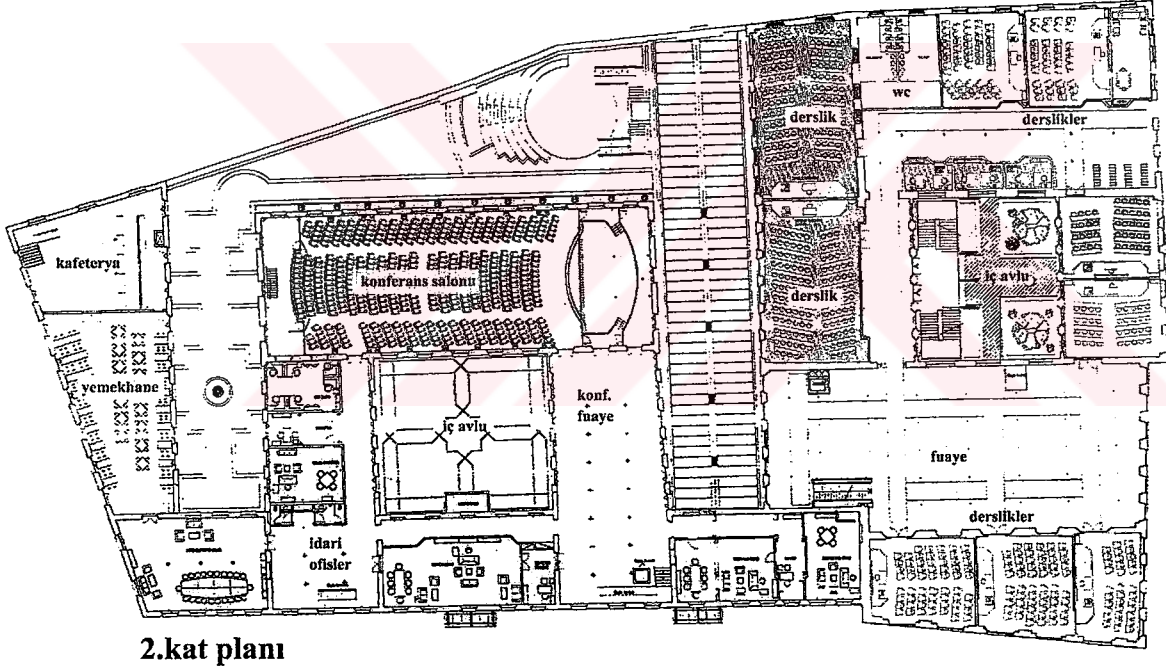 derslik
wc
derslikler
kafeterya
konferans salonu
derslik
iç avlu
yemekhane
iç avlu
konf.
fuaye
fuaye
derslikler
idari
ofisler
2.kat planı